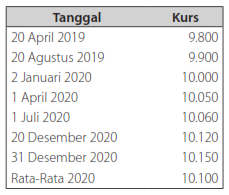 Tanggal Kurs
20 April 2019 9.800
20 Agustus 2019 9.900
2 Januari 2020 10.000
1 April 2020 10.050
1 Juli 2020 10.060
20 Desember 2020 10.120
31 Desember 2020 10.150
Rata-Rata 2020 10.100